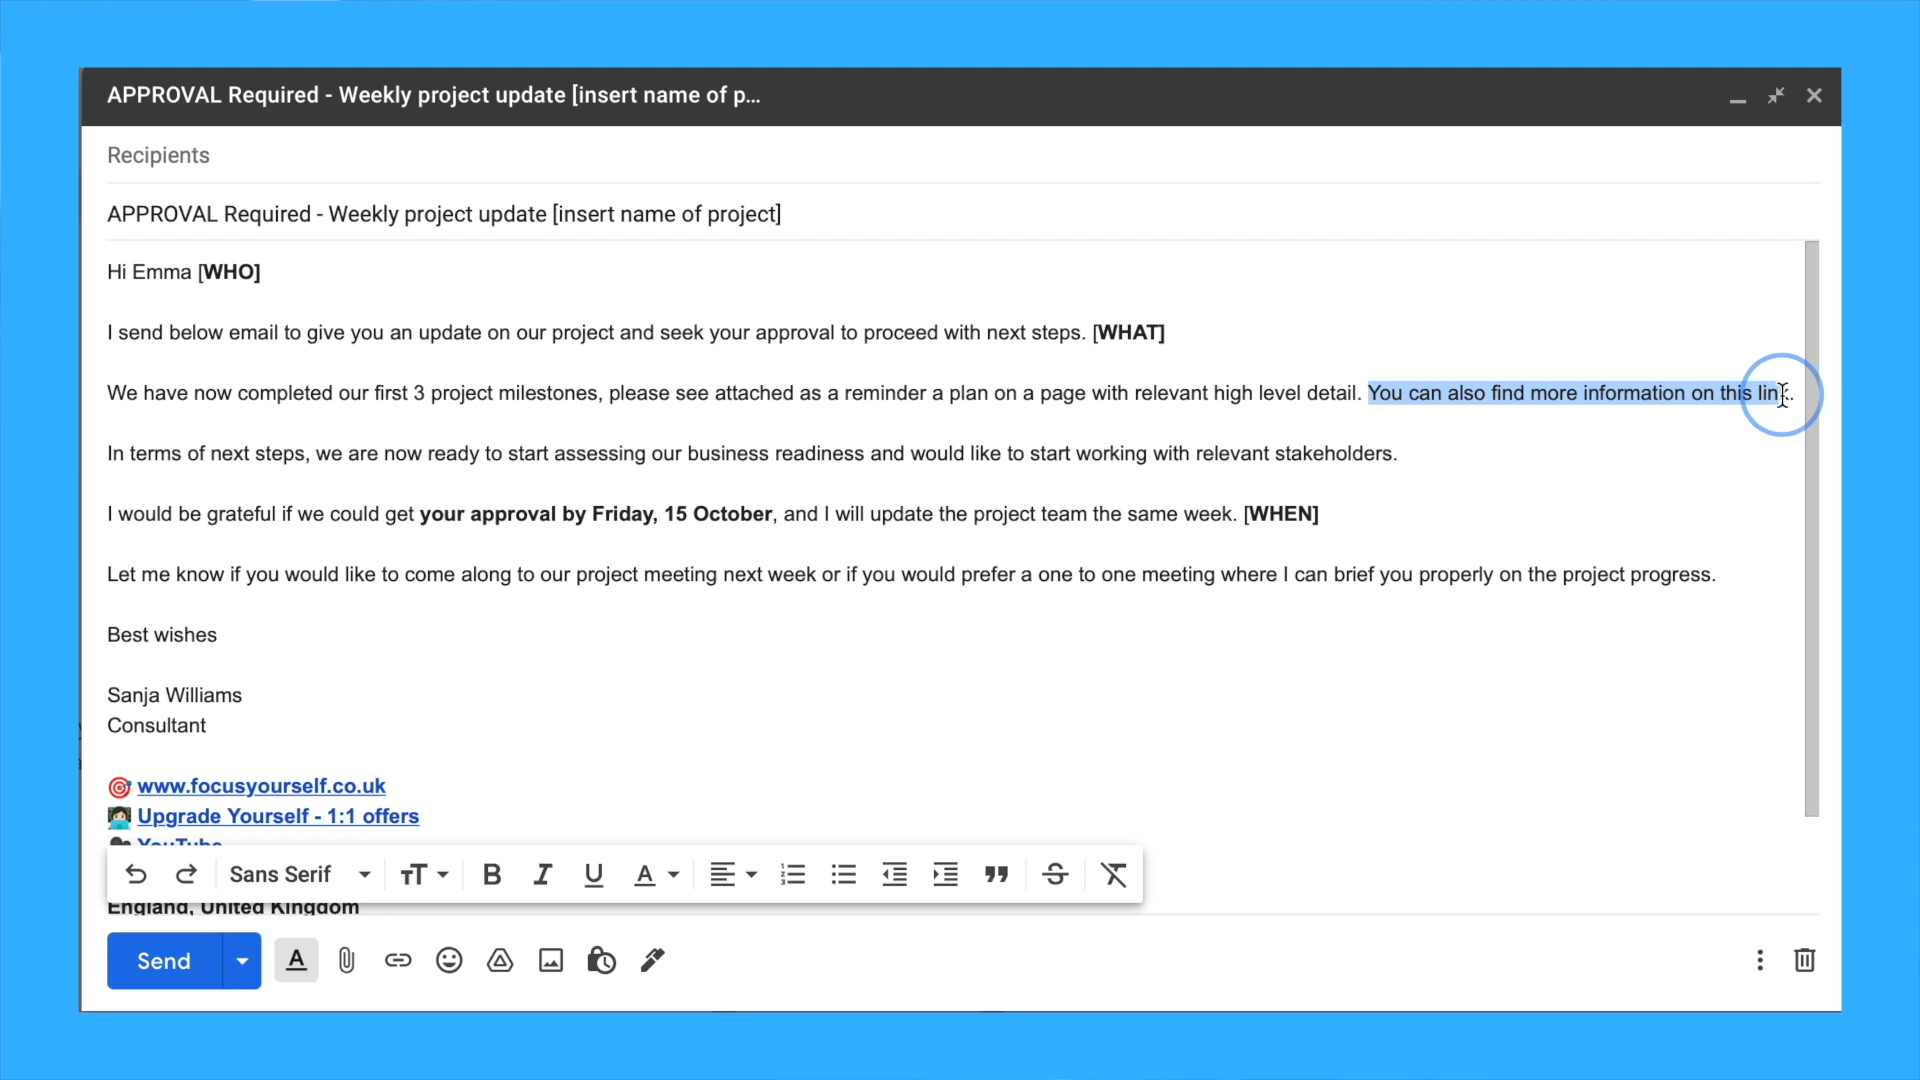 APPROVAL Required - Weekly project update [insert name of p...
Recipients
APPROVAL Required - Weekly project update [insert name of project]
Hi Emma [WHO]
I send below email to give you an update on our project and seek your approval to proceed with next steps. [WHAT]
We have now completed our first 3 project milestones, please see attached as a reminder a plan on a page with relevant high level detail. You can also find more information on this link.
In terms of next steps, we are now ready to start assessing our business readiness and would like to start working with relevant stakeholders.
I would be grateful if we could get your approval by Friday, 15 October, and I will update the project team the same week. [WHEN]
Let me know if you would like to come along to our project meeting next week or if you would prefer a one to one meeting where I can brief you properly on the project progress.
Best wishes
Sanja Williams
Consultant
www.focusyourself.co.uk
Upgrade Yourself - 1:1 offers
YouTube
Sans Serif
England, United Kingdom
Send